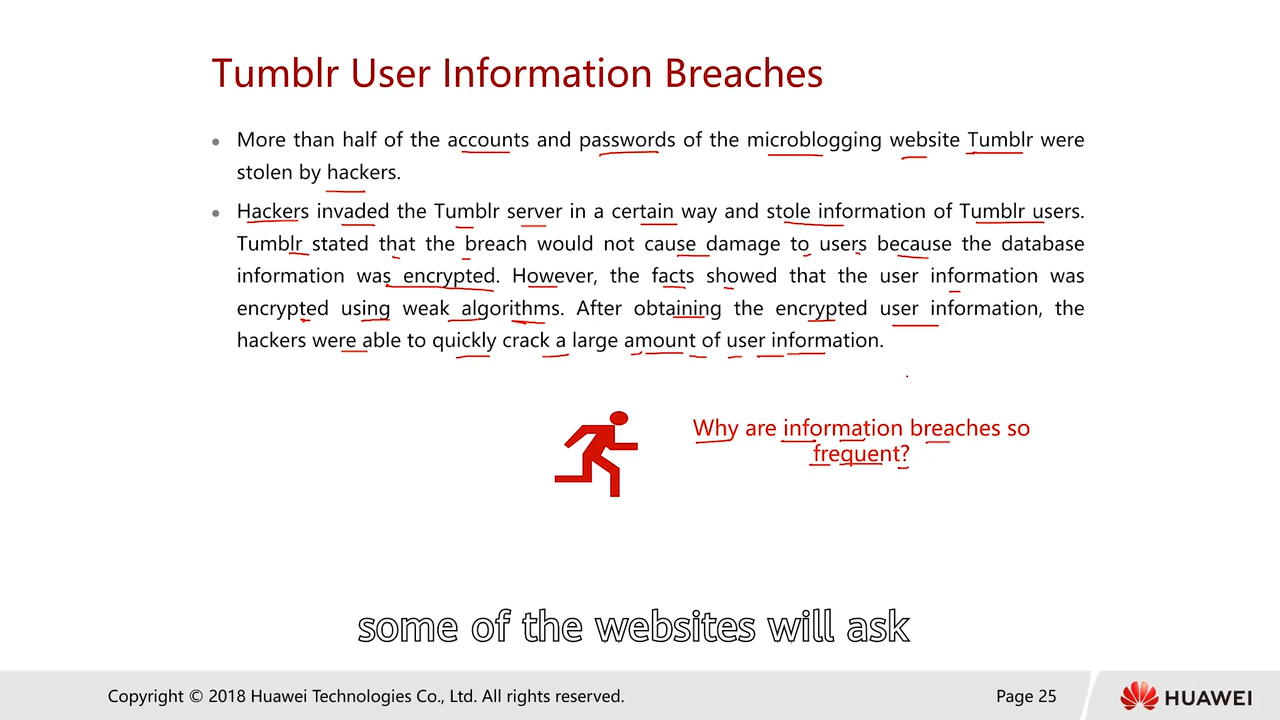 Tumblr User Information Breaches
More than half of the accounts and passwords of the microblogging website Tumblr were
stolen by hackers.
Hackers invaded the Tumblr server in a certain way and stole information of Tumblr users.
Tumblr stated that the breach would not cause damage to users because the database
information was encrypted. However, the facts showed that the user information was
encrypted using weak algorithms. After obtaining the encrypted user information, the
hackers were able to quickly crack a large amount of user information.
Why are information breaches so
frequent?
some of the websites will ask
Copyright © 2018 Huawei Technologies Co., Ltd. All rights reserved.
Page 25
HUAWEI